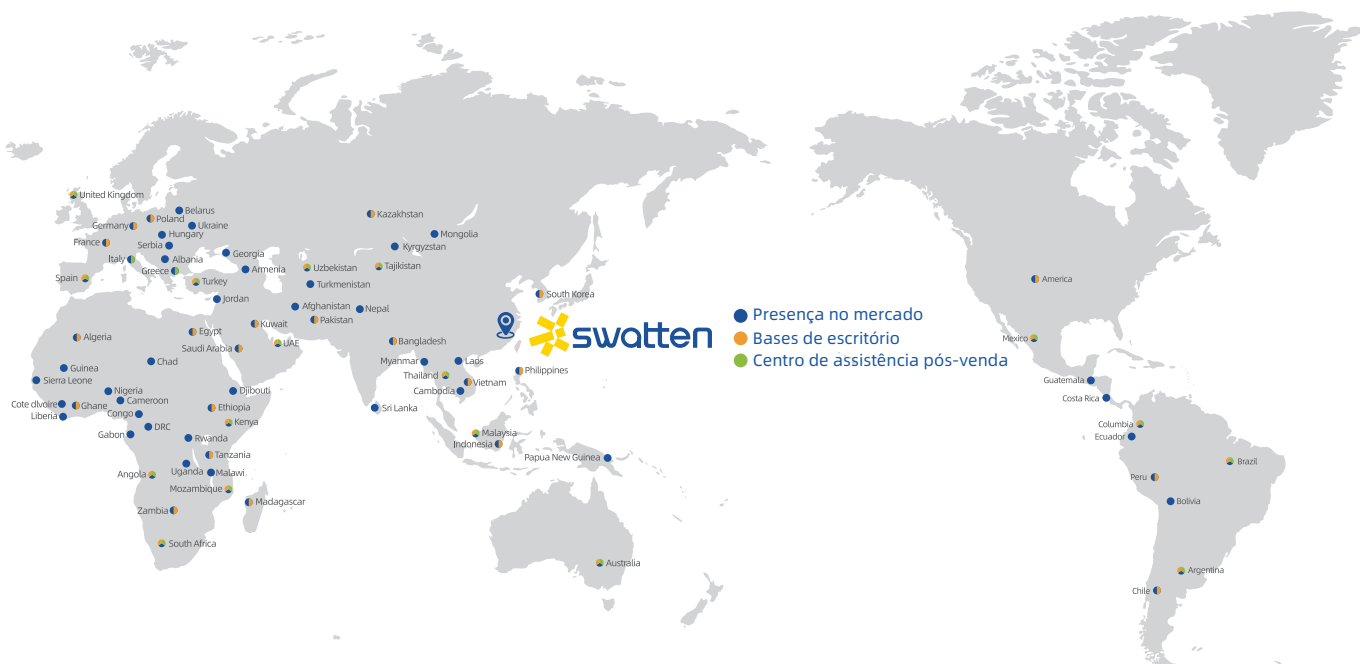 United Kingdom
Belarus
Poland
Germany
Ukraine
Hungary
France
Serbia
Italy
Albania
Georgia
Greece
Armenia
Spain
Turkey
Jordan
Kazakhstan
Mongolia
Kyrgyzstan
Uzbekistan
Tajikistan
Turkmenistan
Afghanistan
Nepal
Pakistan
South Korea
Kuwait
Egypt
Algeria
Saudi Arabia
UAE
Bangladesh
Myanmar
Laos
Thailand
Vietnam
Cambodia
Philippines
Sri Lanka
Malaysia
Indonesia
Papua New Guinea
Australia
Chad
Guinea
Sierra Leone
Nigeria
Djibouti
Cameroon
Cote dIvoire
Ghane
Ethiopia
Liberia
Congo
Kenya
DRC
Gabon
Rwanda
Tanzania
Uganda
Malawi
Angola
Mozambique
Madagascar
Zambia
South Africa
swatten
Presença no mercado
Bases de escritório
Centro de assistência pós-venda
America
Mexico
Guatemala
Costa Rica
Columbia
Ecuador
Brazil
Peru
Bolivia
Argentina
Chile